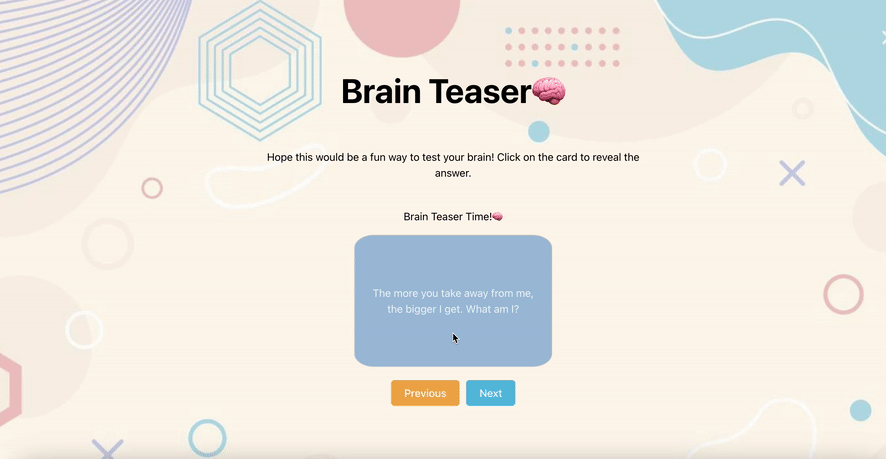 Brain Teaser🧠
Hope this would be a fun way to test your brain! Click on the card to reveal the
answer.
Brain Teaser Time!🧠
The more you take away from me,
the bigger I get. What am I?
Previous Next